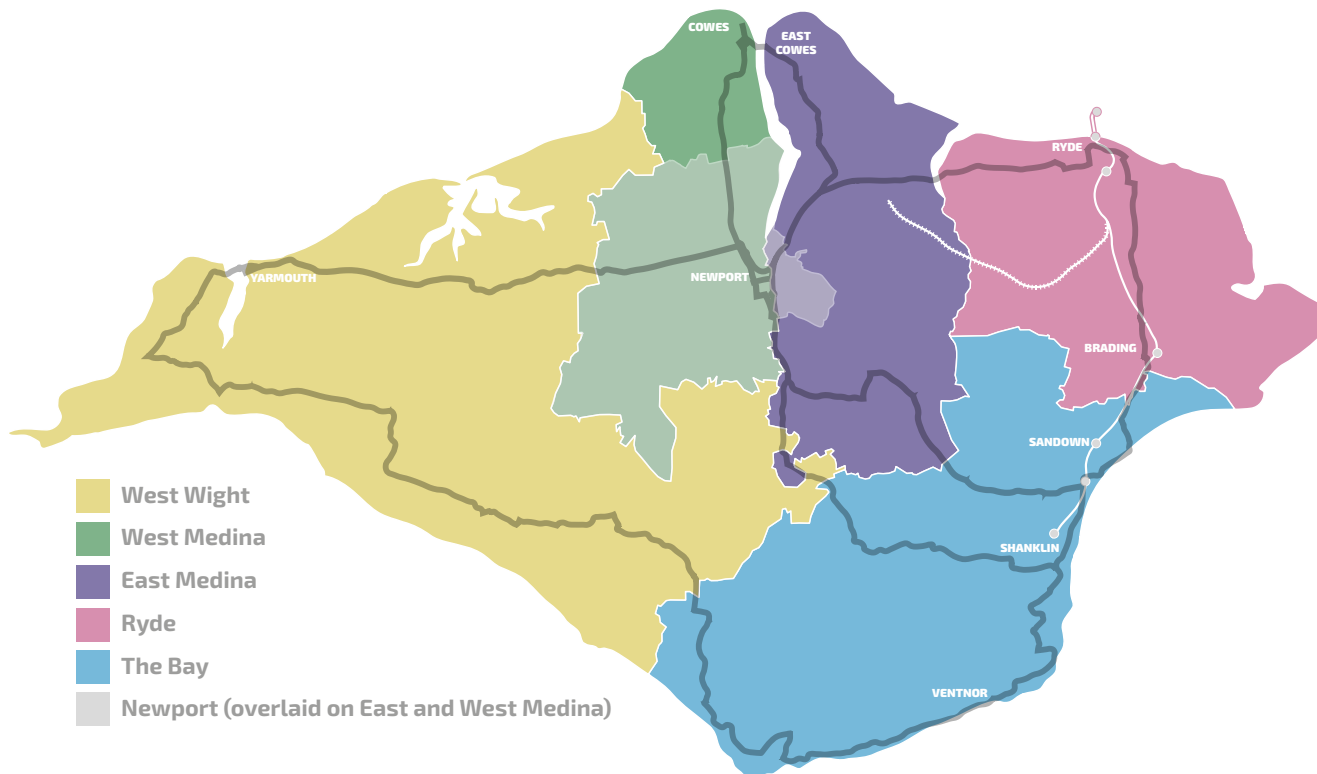 COWES
EAST
COWES
RYDE
YARMOUTH
NEWPORT
BRADING
SANDOWN
SHANKLIN
VENTNOR
West Wight
West Medina
East Medina
Ryde
The Bay
Newport (overlaid on East and West Medina)